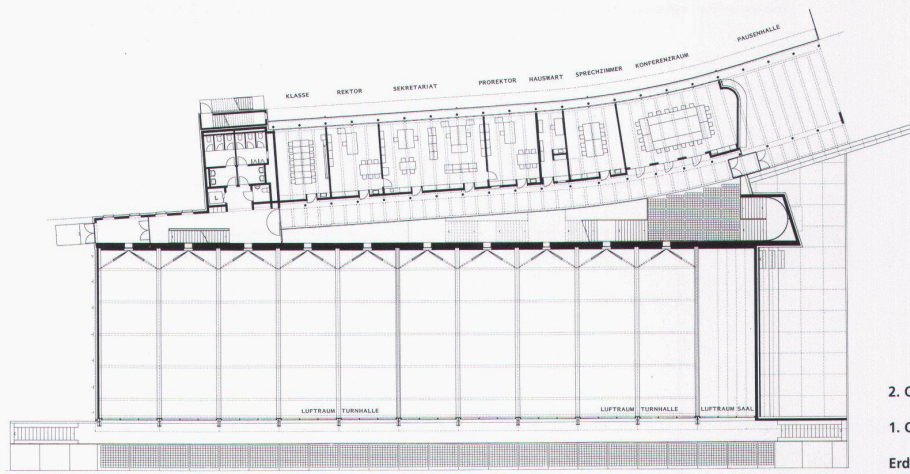 KLASSE REKTOR SEKRETARIAT PROREKTOR HAUSWART SPRECHZIMMER KONFERENZRAUM PAUSENHALLE
LUFTRAUM TURNHALLE LUFTRAUM TURNHALLE LUFTRAUM SAAL
2.
1.
Erd